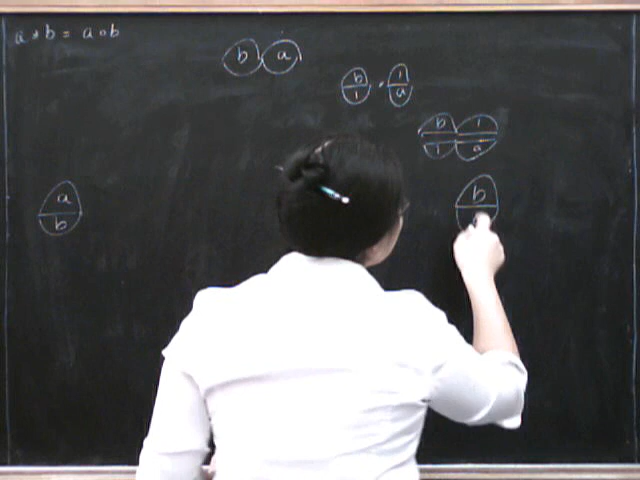 a * b = a o b
b a
b/1 · 1/a
b 1
1 a
a/b
b